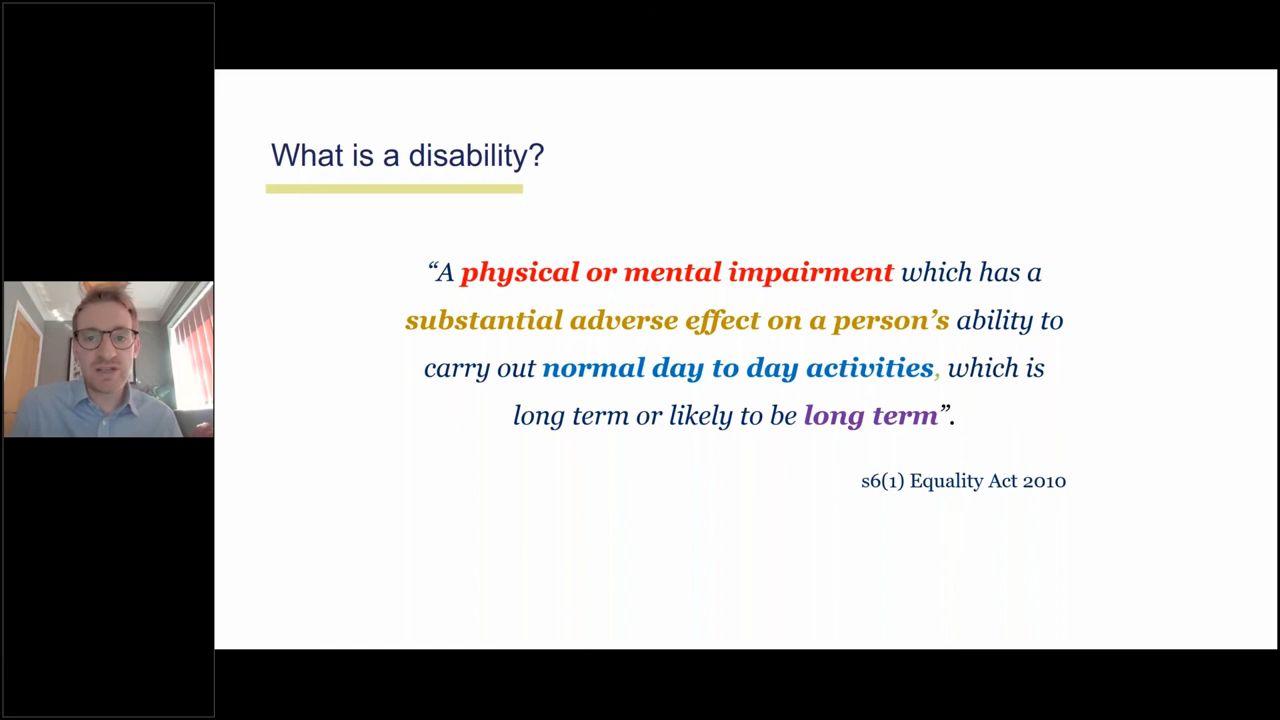 What is a disability?
“A physical or mental impairment which has a
substantial adverse effect on a person’s ability to
carry out normal day to day activities, which is
long term or likely to be long term”.
s6(1) Equality Act 2010